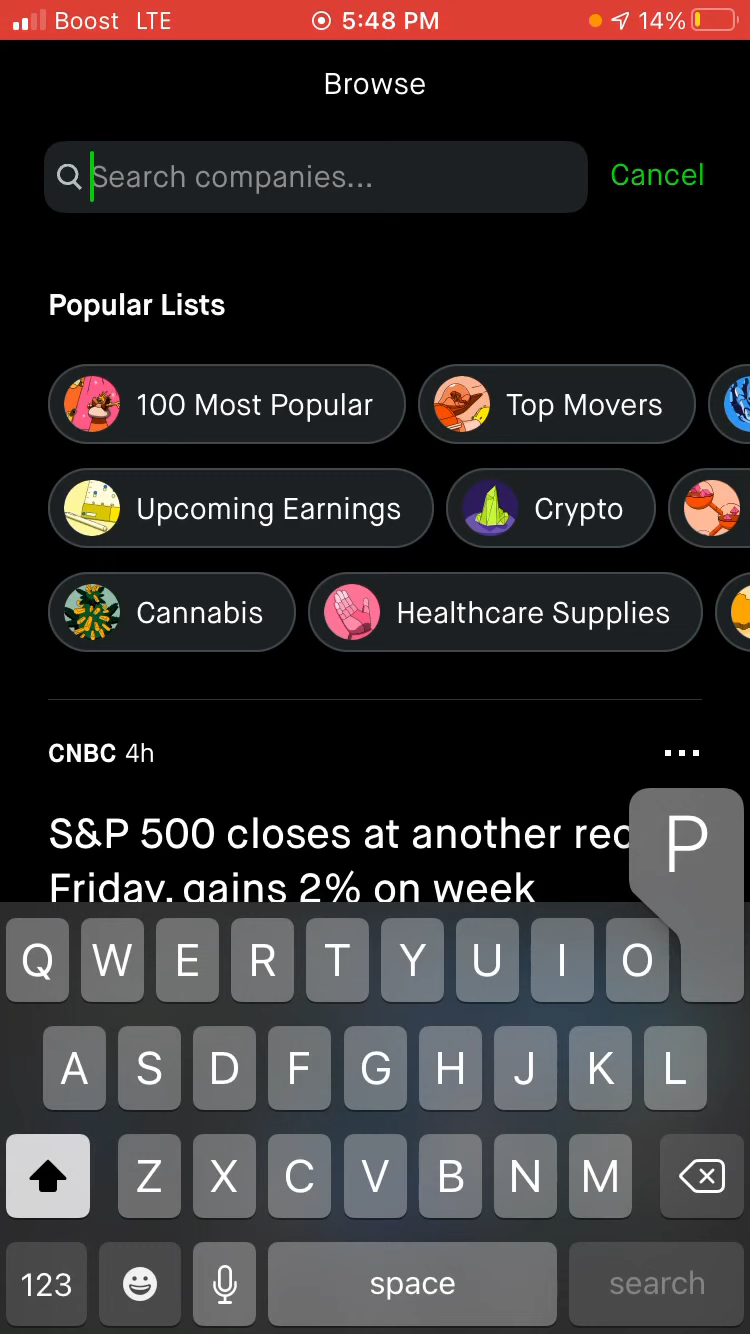 Boost LTE 5:48 PM 14%
Browse
Search companies... Cancel
Popular Lists
100 Most Popular Top Movers
Upcoming Earnings Crypto
Cannabis Healthcare Supplies
CNBC 4h
S&P 500 closes at another rec
Friday, gains 2% on week
P
Q W E R T Y U I O
A S D F G H J K L
Z X C V B N M
123 space search